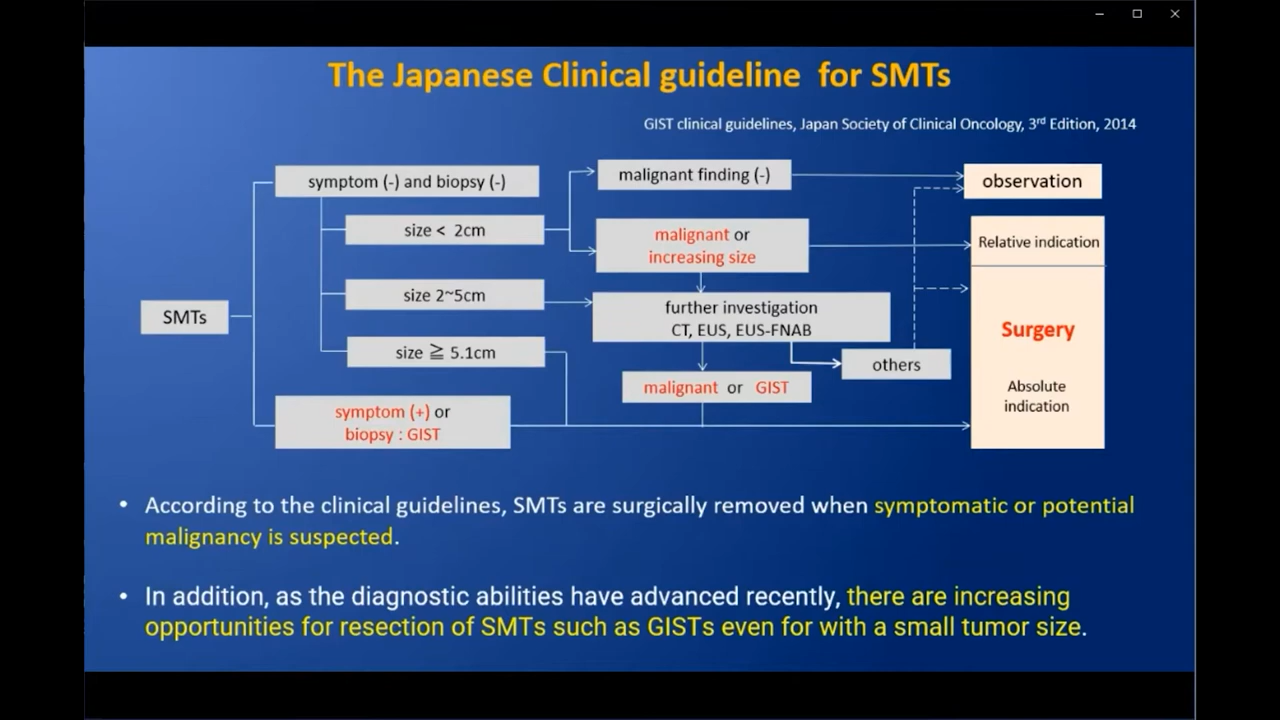 The Japanese Clinical guideline for SMTs
GIST clinical guidelines, Japan Society of Clinical Oncology, 3rd Edition, 2014
symptom (-) and biopsy (-)
malignant finding (-)
observation
size < 2cm
malignant or
increasing size
Relative indication
size 2~5cm
further investigation
CT, EUS, EUS-FNAB
SMTs
Surgery
size ≧ 5.1cm
others
malignant or GIST
Absolute
indication
symptom (+) or
biopsy : GIST
• According to the clinical guidelines, SMTs are surgically removed when symptomatic or potential
malignancy is suspected.
• In addition, as the diagnostic abilities have advanced recently, there are increasing
opportunities for resection of SMTs such as GISTs even for with a small tumor size.